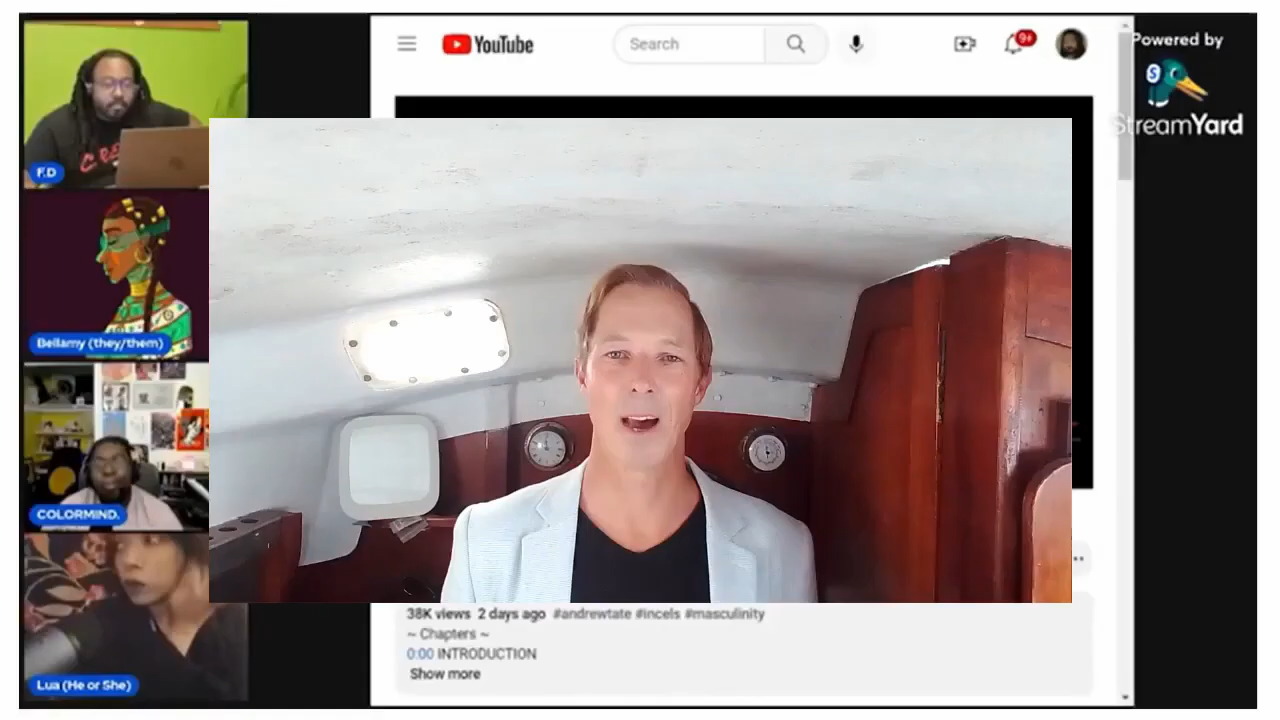 YouTube
Search
9+
Powered by
S
StreamYard
F.D
Bellamy (they/them)
COLORMIND.
Lua (He or She)
38K views 2 days ago #andrewtate #incels #masculinity
~ Chapters ~
0:00 INTRODUCTION
Show more